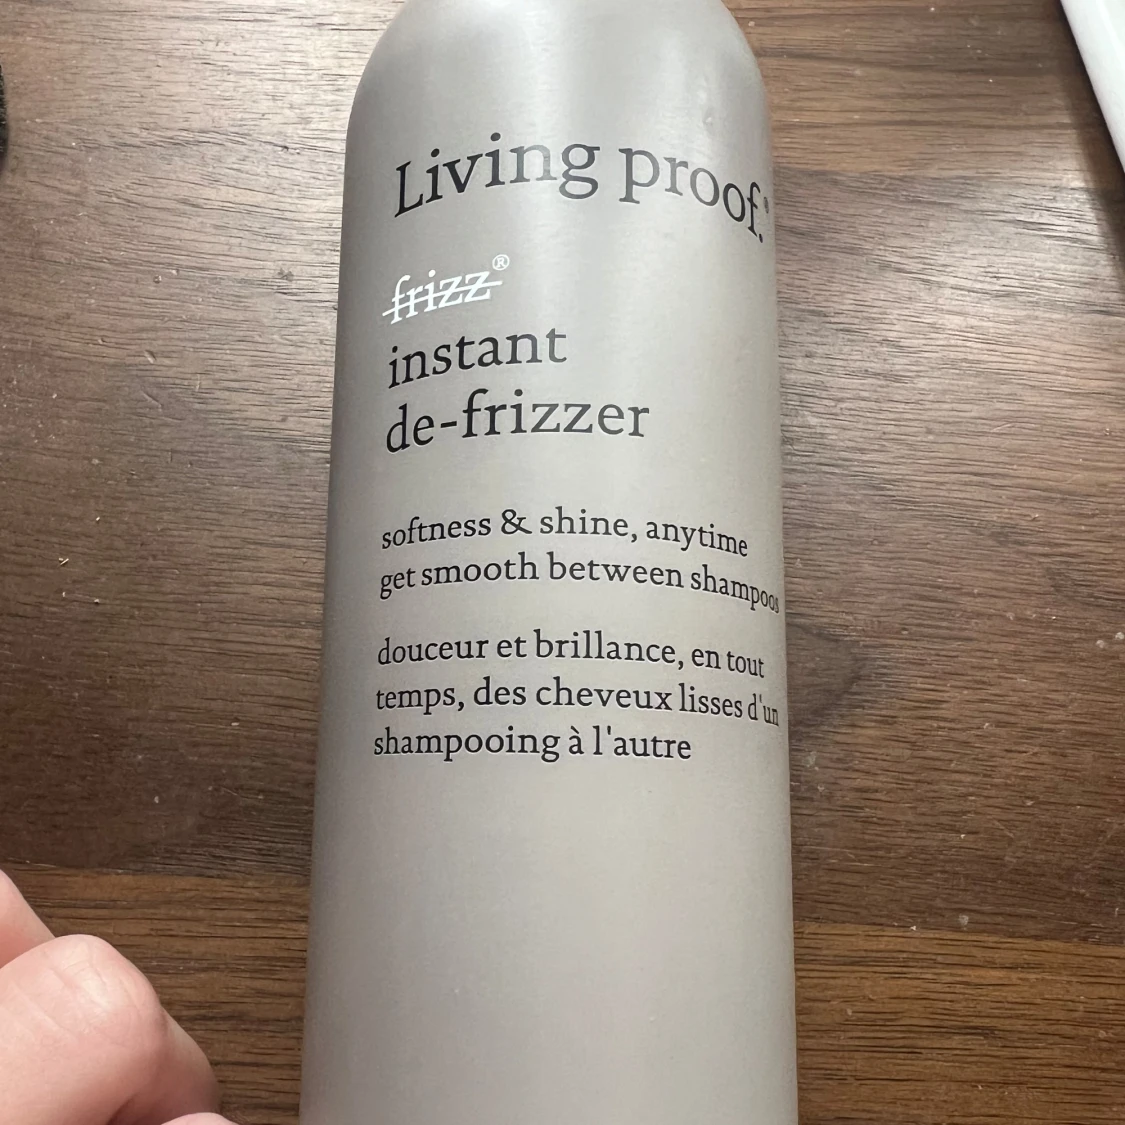 Living proof.
frizz®
instant
de-frizzer
softness & shine, anytime
get smooth between shampoos
douceur et brillance, en tout
temps, des cheveux lisses d'un
shampooing à l'autre